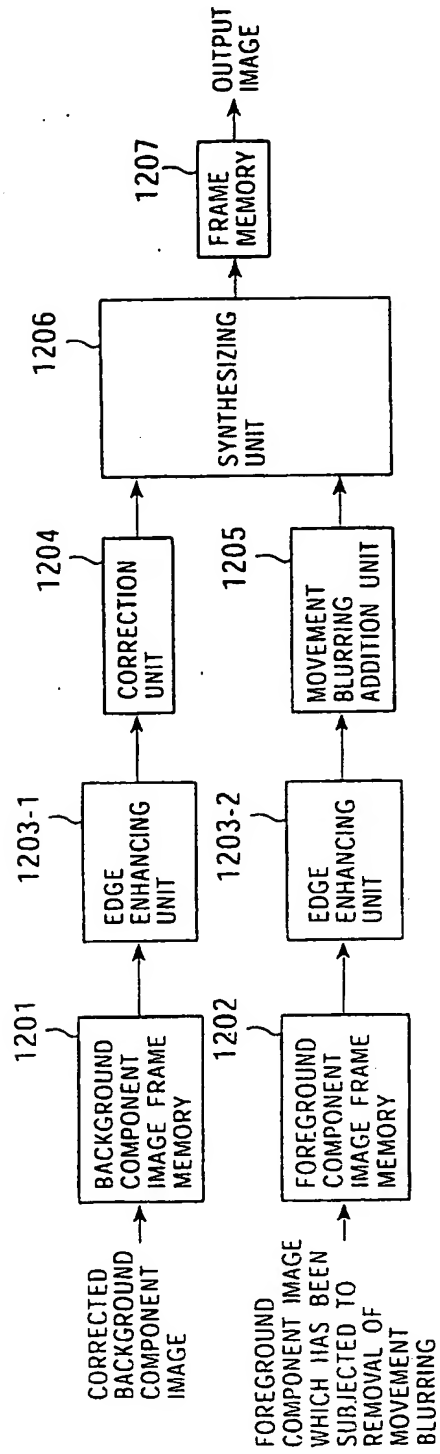 CORRECTED
BACKGROUND
COMPONENT
IMAGE
1201
BACKGROUND
COMPONENT
IMAGE FRAME
MEMORY
1203-1
EDGE
ENHANCING
UNIT
1204
CORRECTION
UNIT
FOREGROUND
COMPONENT IMAGE
WHICH HAS BEEN
SUBJECTED TO
REMOVAL OF
MOVEMENT
BLURRING
1202
FOREGROUND
COMPONENT
IMAGE FRAME
MEMORY
1203-2
EDGE
ENHANCING
UNIT
1205
MOVEMENT
BLURRING
ADDITION UNIT
1206
SYNTHESIZING
UNIT
1207
FRAME
MEMORY
OUTPUT
IMAGE